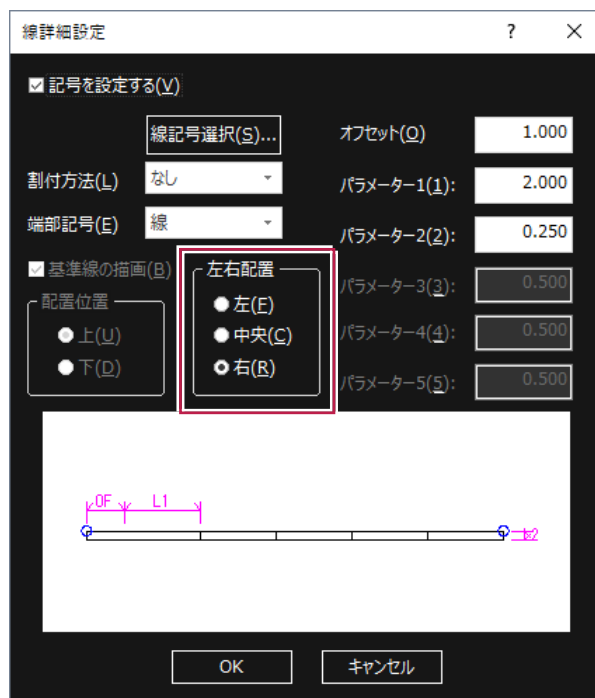 線詳細設定 ? ×
記号を設定する(V)
線記号選択(S)...
オフセット(O) 1.000
割付方法(L) なし
パラメーター1(1): 2.000
端部記号(E) 線
パラメーター2(2): 0.250
基準線の描画(B)
左右配置
パラメーター3(3): 0.500
配置位置
左(F)
上(U)
中央(C)
パラメーター4(4): 0.500
下(D)
右(R)
パラメーター5(5): 0.500
OF L1
OK キャンセル